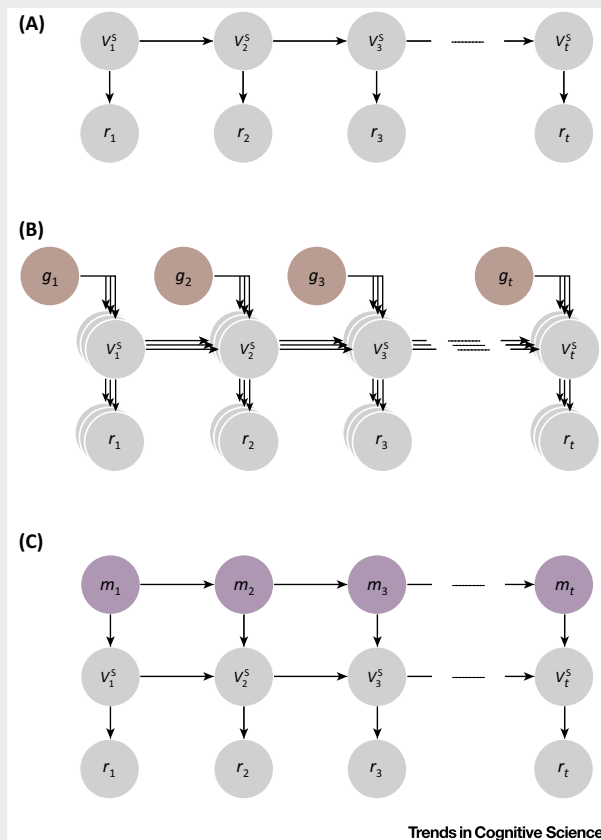 (A)
V₁ˢ V₂ˢ V₃ˢ Vₜˢ
r₁ r₂ r₃ rₜ
(B)
g₁ g₂ g₃ gₜ
V₁ˢ V₂ˢ V₃ˢ Vₜˢ
r₁ r₂ r₃ rₜ
(C)
m₁ m₂ m₃ mₜ
V₁ˢ V₂ˢ V₃ˢ Vₜˢ
r₁ r₂ r₃ rₜ
Trends in Cognitive Science